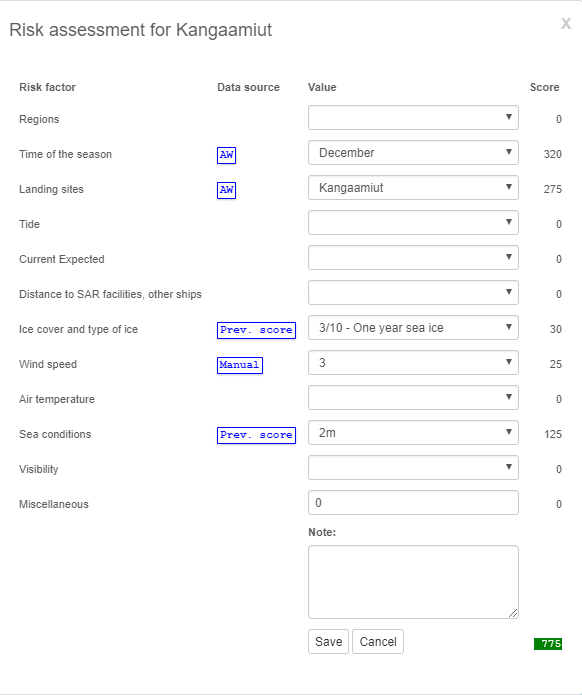 Risk assessment for Kangaamiut
X
Risk factor Data source Value Score
Regions 0
Time of the season AW December 320
Landing sites AW Kangaamiut 275
Tide 0
Current Expected 0
Distance to SAR facilities, other ships 0
Ice cover and type of ice Prev. score 3/10 - One year sea ice 30
Wind speed Manual 3 25
Air temperature 0
Sea conditions Prev. score 2m 125
Visibility 0
Miscellaneous 0 0
Note:
Save Cancel 775